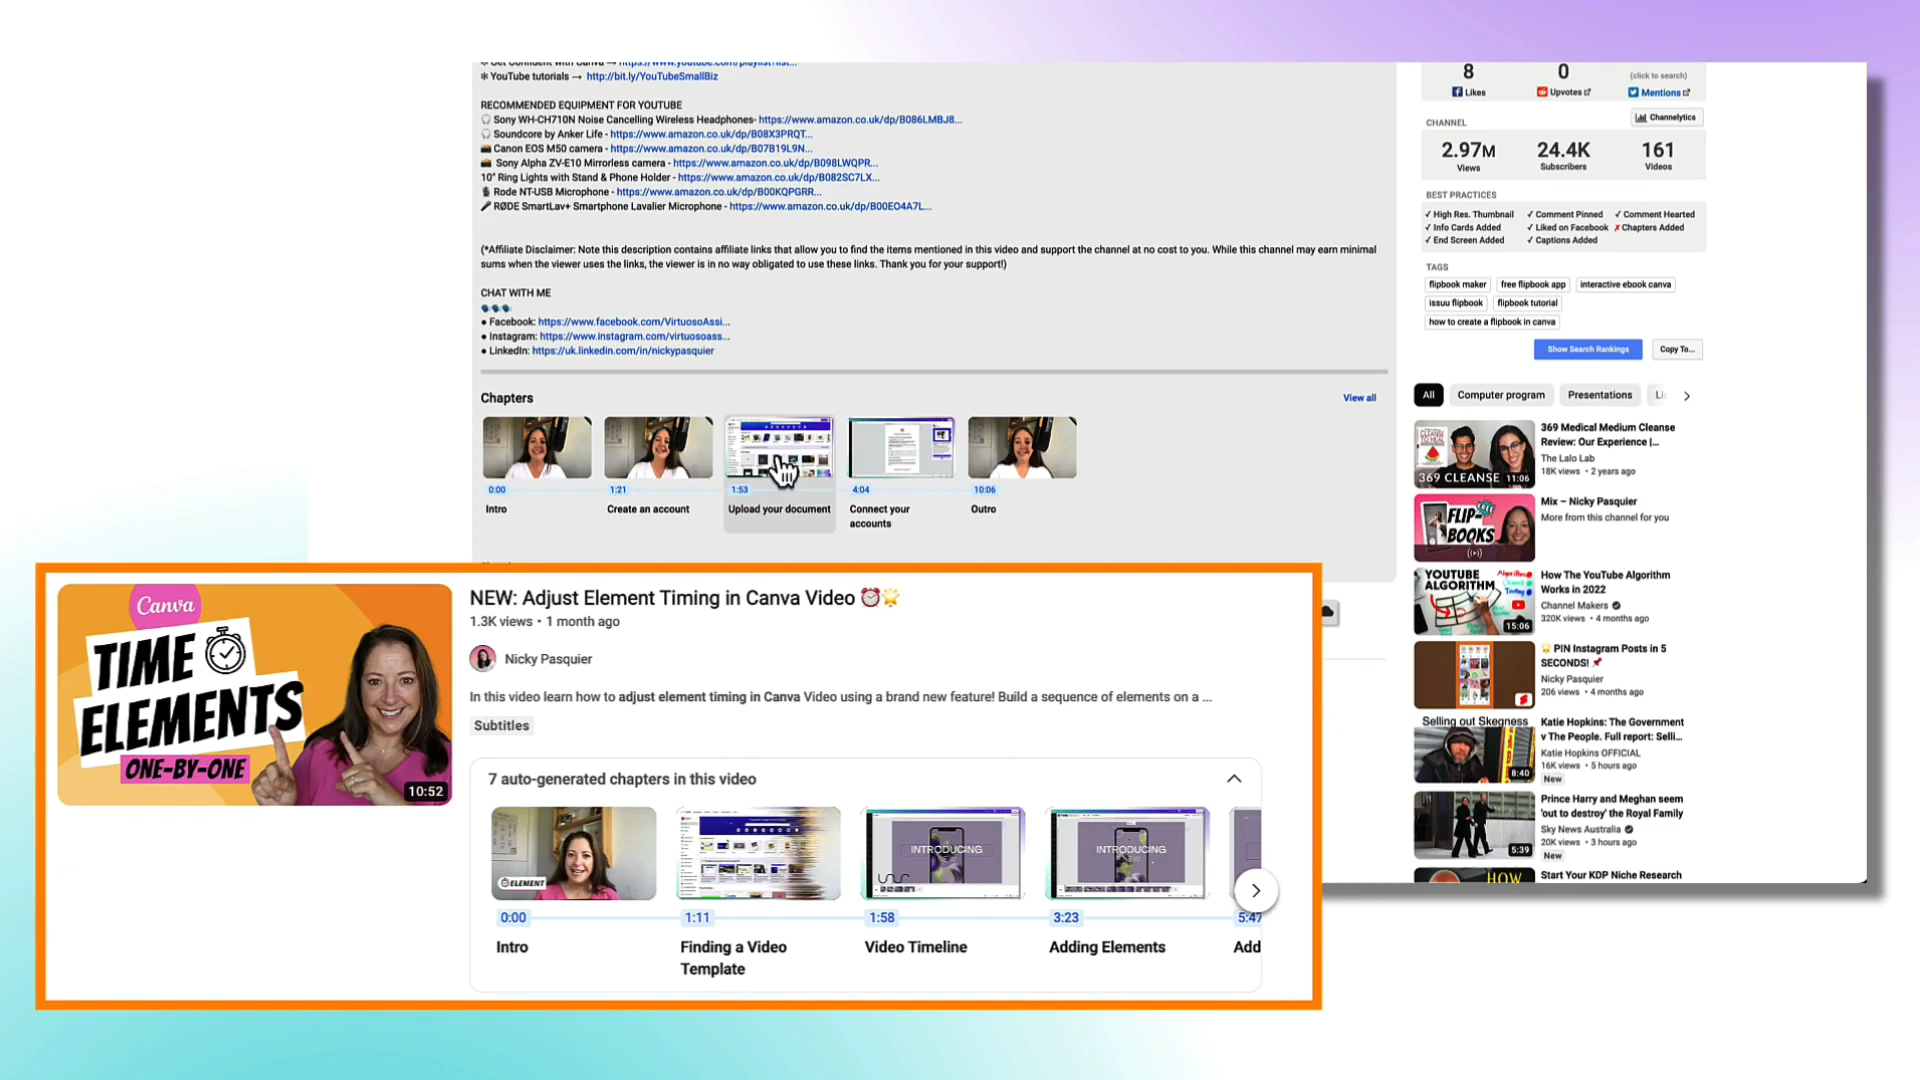 ✻ Get Confident with Canva → https://www.youtube.com/playlist?list...
✻ YouTube tutorials → http://bit.ly/YouTubeSmallBiz
RECOMMENDED EQUIPMENT FOR YOUTUBE
🎧 Sony WH-CH710N Noise Cancelling Wireless Headphones- https://www.amazon.co.uk/dp/B086LMBJ8...
🎧 Soundcore by Anker Life - https://www.amazon.co.uk/dp/B08X3PRQT...
📸 Canon EOS M50 camera - https://www.amazon.co.uk/dp/B07B19L9N...
📸 Sony Alpha ZV-E10 Mirrorless camera - https://www.amazon.co.uk/dp/B098LWQPR...
10" Ring Lights with Stand & Phone Holder - https://www.amazon.co.uk/dp/B082SC7LX...
🎙 Rode NT-USB Microphone - https://www.amazon.co.uk/dp/B00KQPGRR...
🎤 RØDE SmartLav+ Smartphone Lavalier Microphone - https://www.amazon.co.uk/dp/B00EO4A7L...
(*Affiliate Disclaimer: Note this description contains affiliate links that allow you to find the items mentioned in this video and support the channel at no cost to you. While this channel may earn minimal
sums when the viewer uses the links, the viewer is in no way obligated to use these links. Thank you for your support!)
CHAT WITH ME
🗣🗣🗣
● Facebook: https://www.facebook.com/VirtuosoAssi...
● Instagram: https://www.instagram.com/virtuosoass...
● LinkedIn: https://uk.linkedin.com/in/nickypasquier
Chapters
View all
0:00
1:21
1:53
4:04
10:06
Intro
Create an account
Upload your document
Connect your
accounts
Outro
8
0
(click to search)
Likes
Upvotes
Mentions
CHANNEL
Channelytics
2.97M
24.4K
161
Views
Subscribers
Videos
BEST PRACTICES
✓ High Res. Thumbnail ✓ Comment Pinned ✓ Comment Hearted
✓ Info Cards Added ✓ Liked on Facebook ✗ Chapters Added
✓ End Screen Added ✓ Captions Added
TAGS
flipbook maker
free flipbook app
interactive ebook canva
issuu flipbook
flipbook tutorial
how to create a flipbook in canva
Show Search Rankings
Copy To...
All
Computer program
Presentations
Li
369 CLEANSE
11:06
369 Medical Medium Cleanse
Review: Our Experience |...
The Lalo Lab
18K views • 2 years ago
FLIP-
BOOKS
Mix – Nicky Pasquier
More from this channel for you
YOUTUBE
ALGORITHM
15:06
How The YouTube Algorithm
Works in 2022
Channel Makers
320K views • 4 months ago
🌟 PIN Instagram Posts in 5
SECONDS! 📌
Nicky Pasquier
206 views • 4 months ago
Selling out Skegness
8:40
Katie Hopkins: The Government
v The People. Full report: Selli...
Katie Hopkins OFFICIAL
16K views • 5 hours ago
New
5:39
Prince Harry and Meghan seem
'out to destroy' the Royal Family
Sky News Australia
20K views • 3 hours ago
New
HOW
Start Your KDP Niche Research
Canva
TIME
ELEMENTS
ONE-BY-ONE
10:52
NEW: Adjust Element Timing in Canva Video ⏰🌟
1.3K views • 1 month ago
Nicky Pasquier
In this video learn how to adjust element timing in Canva Video using a brand new feature! Build a sequence of elements on a ...
Subtitles
7 auto-generated chapters in this video
ELEMENT
INTRODUCING
INTRODUCING
0:00
1:11
1:58
3:23
5:47
Intro
Finding a Video
Template
Video Timeline
Adding Elements
Add